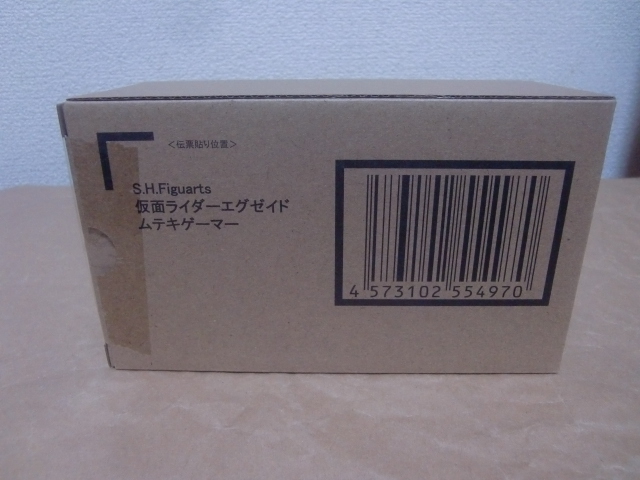 ＜伝票貼り位置＞
S.H.Figuarts
仮面ライダーエグゼイド
ムテキゲーマー
4 573102 554970